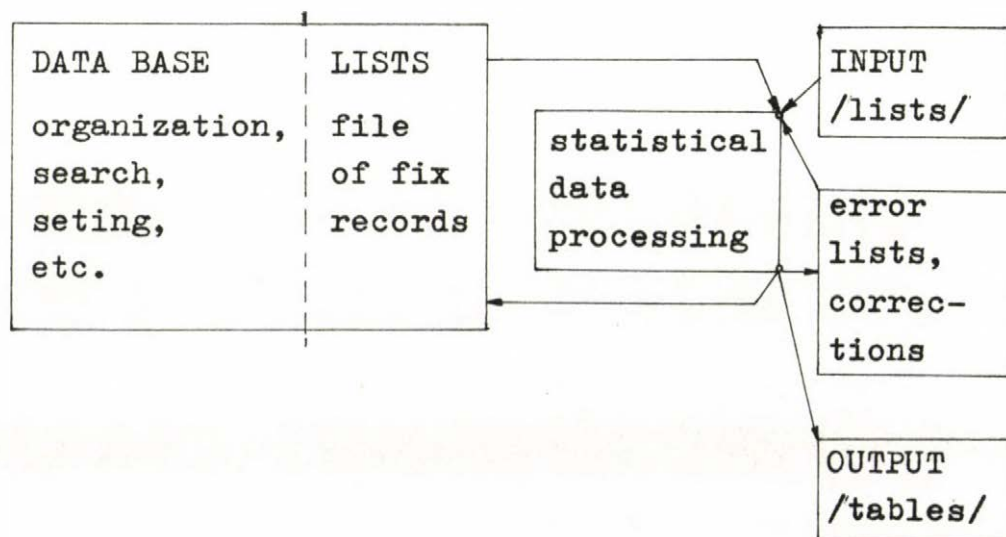 DATA BASE
organization,
search,
seting,
etc.
LISTS
file
of fix
records
statistical
data
processing
INPUT
/lists/
error
lists,
correc-
tions
OUTPUT
/tables/